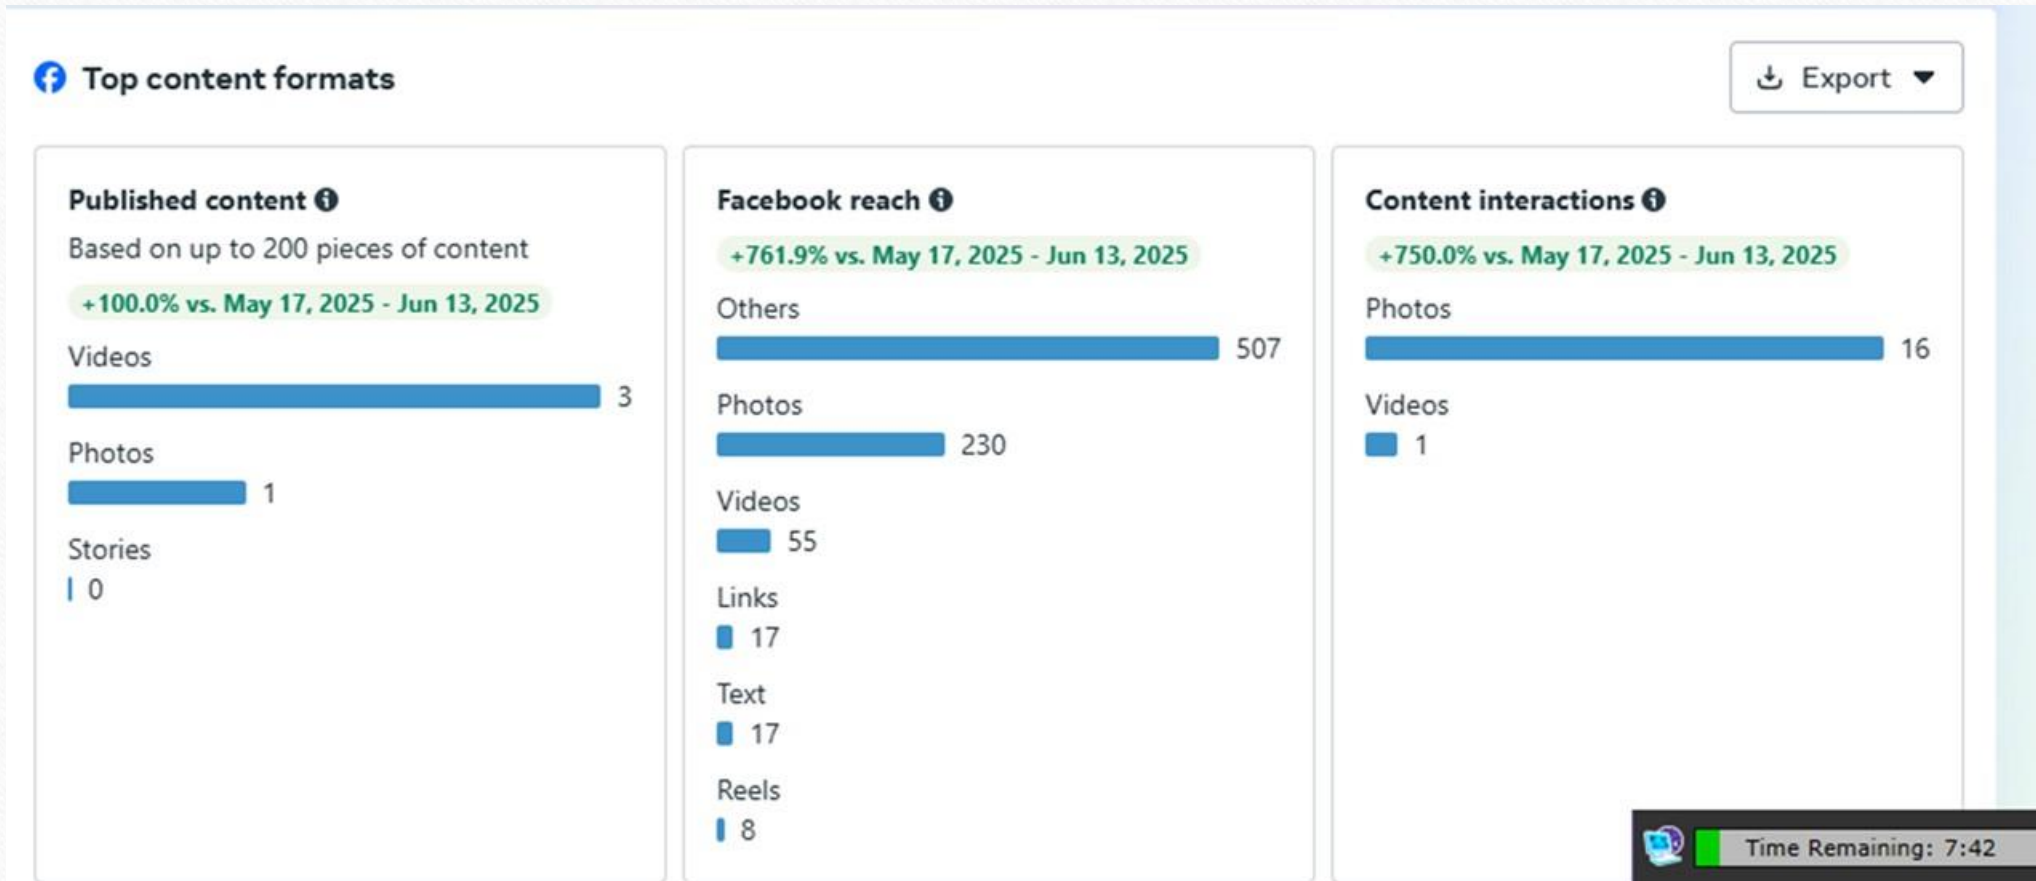 Top content formats
Export
Published content
Based on up to 200 pieces of content
+100.0% vs. May 17, 2025 - Jun 13, 2025
Videos
3
Photos
1
Stories
0
Facebook reach
+761.9% vs. May 17, 2025 - Jun 13, 2025
Others
507
Photos
230
Videos
55
Links
17
Text
17
Reels
8
Content interactions
+750.0% vs. May 17, 2025 - Jun 13, 2025
Photos
16
Videos
1
Time Remaining: 7:42